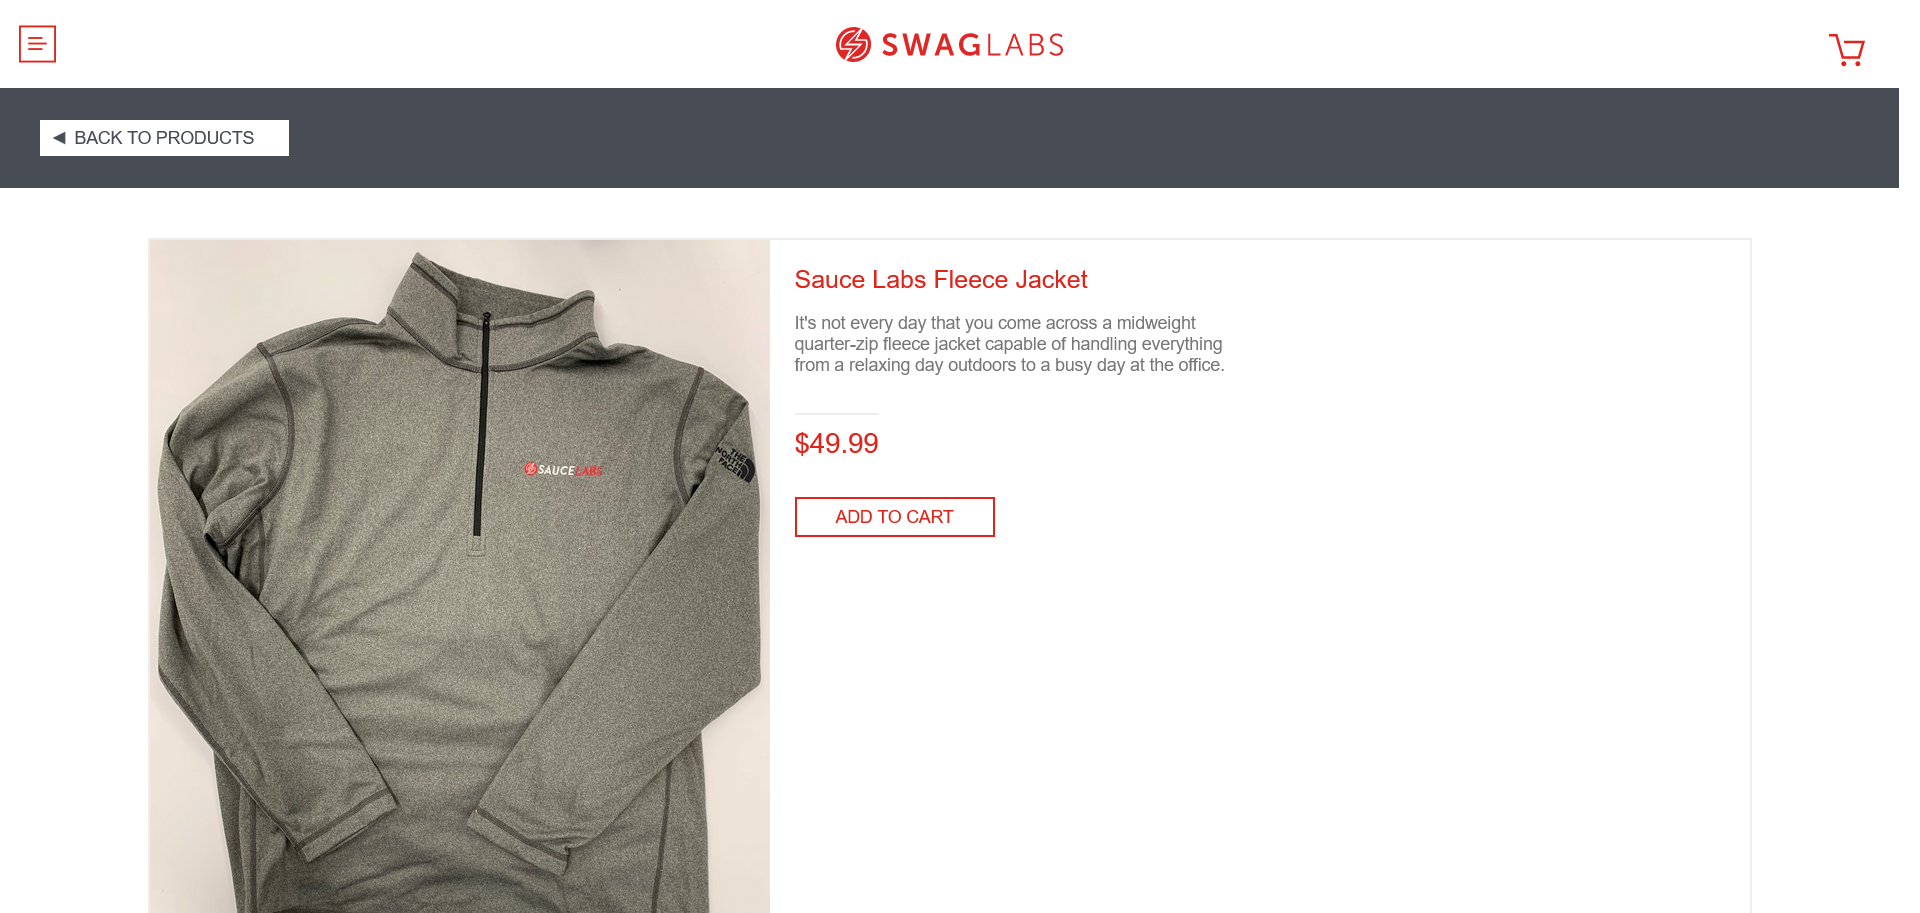 SWAGLABS
BACK TO PRODUCTS
Sauce Labs Fleece Jacket
It's not every day that you come across a midweight
quarter-zip fleece jacket capable of handling everything
from a relaxing day outdoors to a busy day at the office.
$49.99
ADD TO CART
SAUCELABS
THE
NORTH
FACE